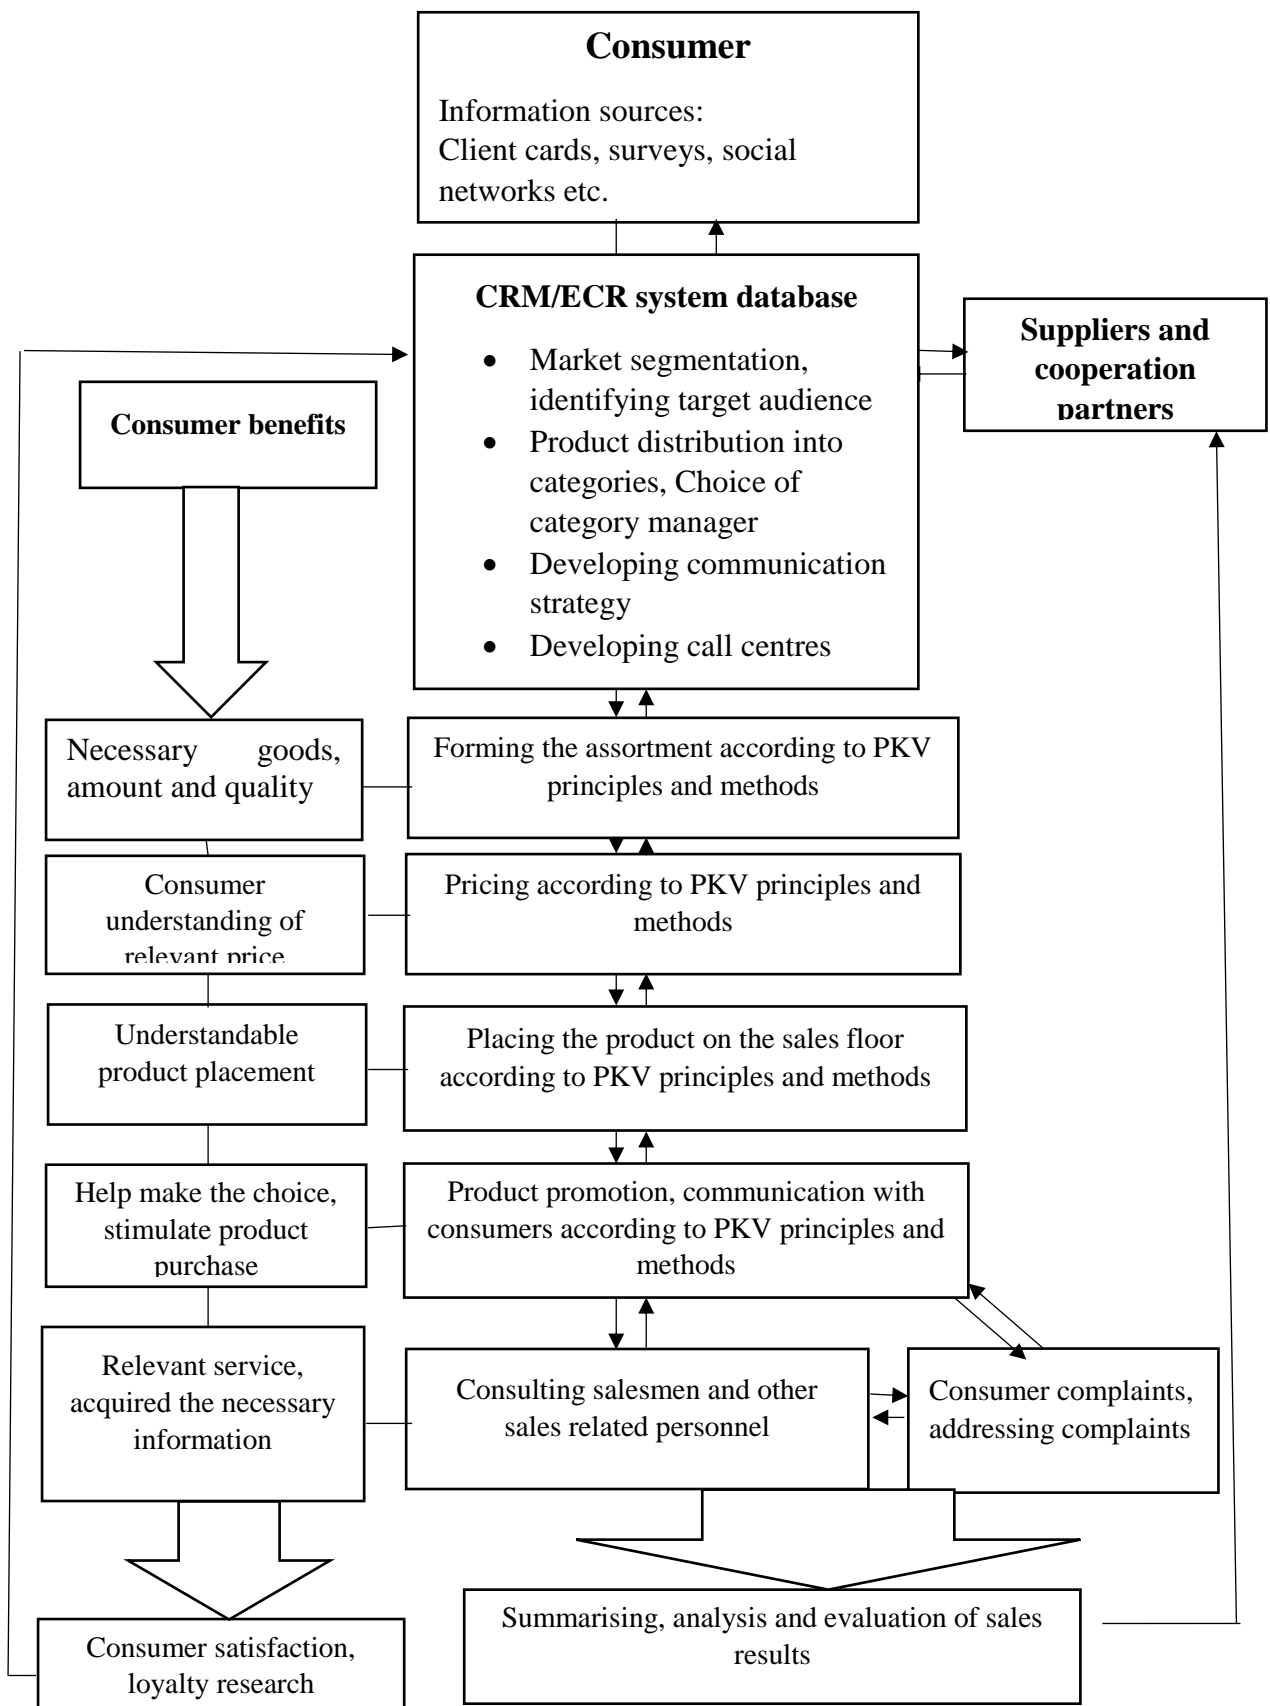 Consumer
Information sources:
Client cards, surveys, social
networks etc.
CRM/ECR system database
• Market segmentation,
identifying target audience
• Product distribution into
categories, Choice of
category manager
• Developing communication
strategy
• Developing call centres
Suppliers and
cooperation
partners
Consumer benefits
Necessary goods,
amount and quality
Forming the assortment according to PKV
principles and methods
Consumer
understanding of
relevant price
Pricing according to PKV principles and
methods
Understandable
product placement
Placing the product on the sales floor
according to PKV principles and methods
Help make the choice,
stimulate product
purchase
Product promotion, communication with
consumers according to PKV principles and
methods
Relevant service,
acquired the necessary
information
Consulting salesmen and other
sales related personnel
Consumer complaints,
addressing complaints
Consumer satisfaction,
loyalty research
Summarising, analysis and evaluation of sales
results